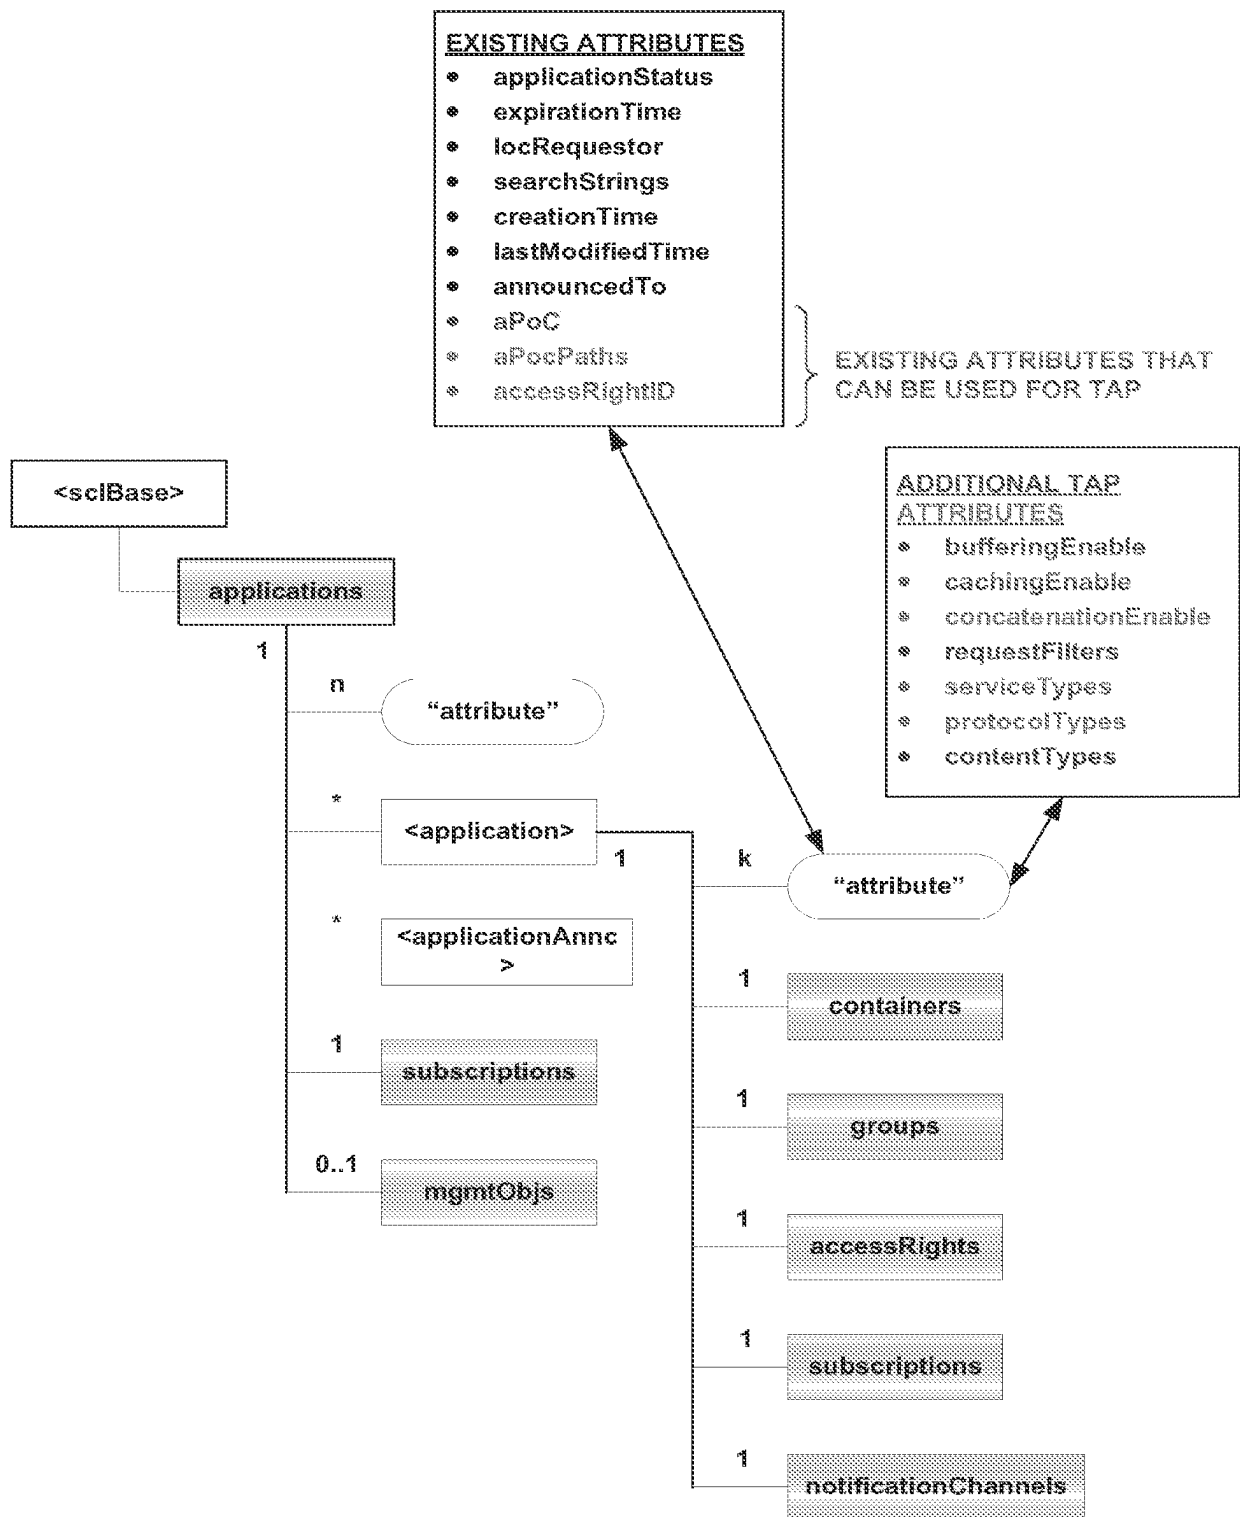 EXISTING ATTRIBUTES
• applicationStatus
• expirationTime
• locRequestor
• searchStrings
• creationTime
• lastModifiedTime
• announcedTo
• aPoC
• aPocPaths
• accessRightID
EXISTING ATTRIBUTES THAT
CAN BE USED FOR TAP
<sclBase>
ADDITIONAL TAP
ATTRIBUTES
• bufferingEnable
• cachingEnable
• concatenationEnable
• requestFilters
• serviceTypes
• protocolTypes
• contentTypes
applications
1
n
“attribute”
*
<application>
1
k
“attribute”
*
<applicationAnnc
>
1
containers
1
subscriptions
1
groups
0..1
mgmtObjs
1
accessRights
1
subscriptions
1
notificationChannels